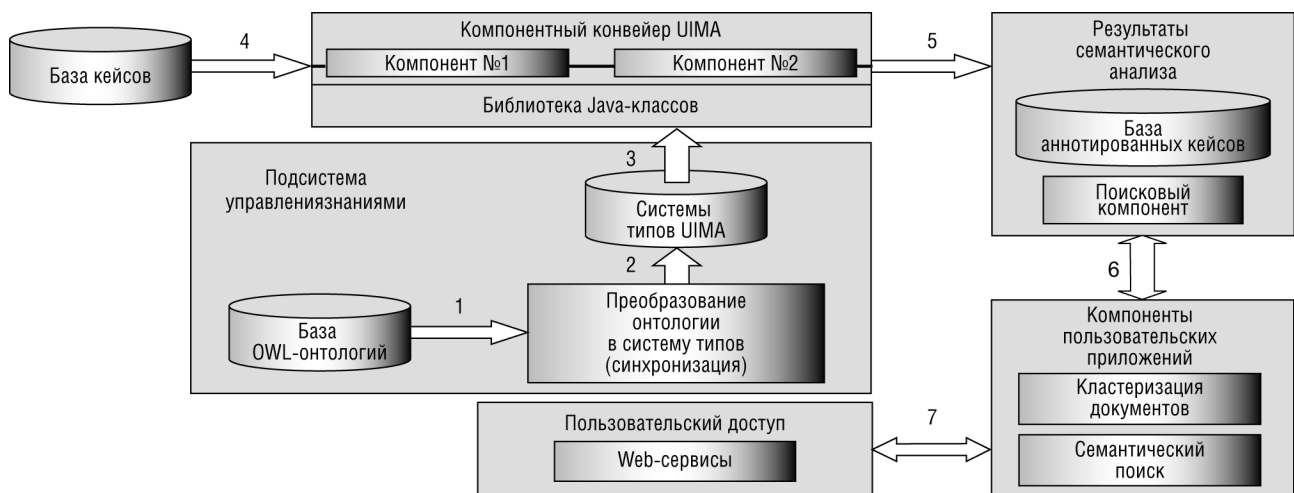 База кейсов
4
Компонентный конвейер UIMA
Компонент №1
Компонент №2
Библиотека Java-классов
5
Результаты
семантического
анализа
База
аннотированных кейсов
Поисковый
компонент
3
Подсистема
управлениязнаниями
Системы
типов UIMA
2
База
OWL-онтологий
1
Преобразование
онтологии
в систему типов
(синхронизация)
6
Компоненты
пользовательских
приложений
Кластеризация
документов
Семантический
поиск
7
Пользовательский доступ
Web-сервисы